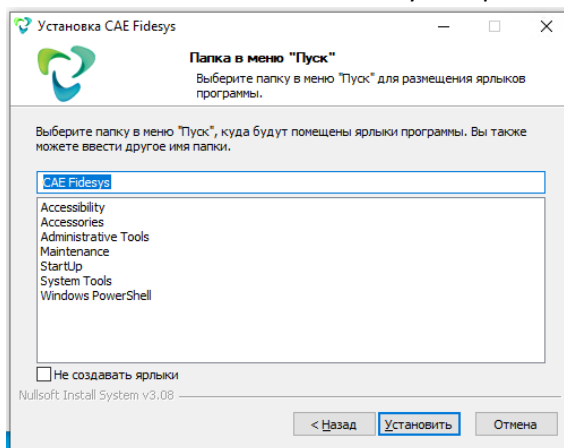 Установка CAE Fidesys
Папка в меню "Пуск"
Выберите папку в меню "Пуск" для размещения ярлыков
программы.
Выберите папку в меню "Пуск", куда будут помещены ярлыки программы. Вы также
можете ввести другое имя папки.
CAE Fidesys
Accessibility
Accessories
Administrative Tools
Maintenance
StartUp
System Tools
Windows PowerShell
Не создавать ярлыки
Nullsoft Install System v3.08
< Назад Установить Отмена